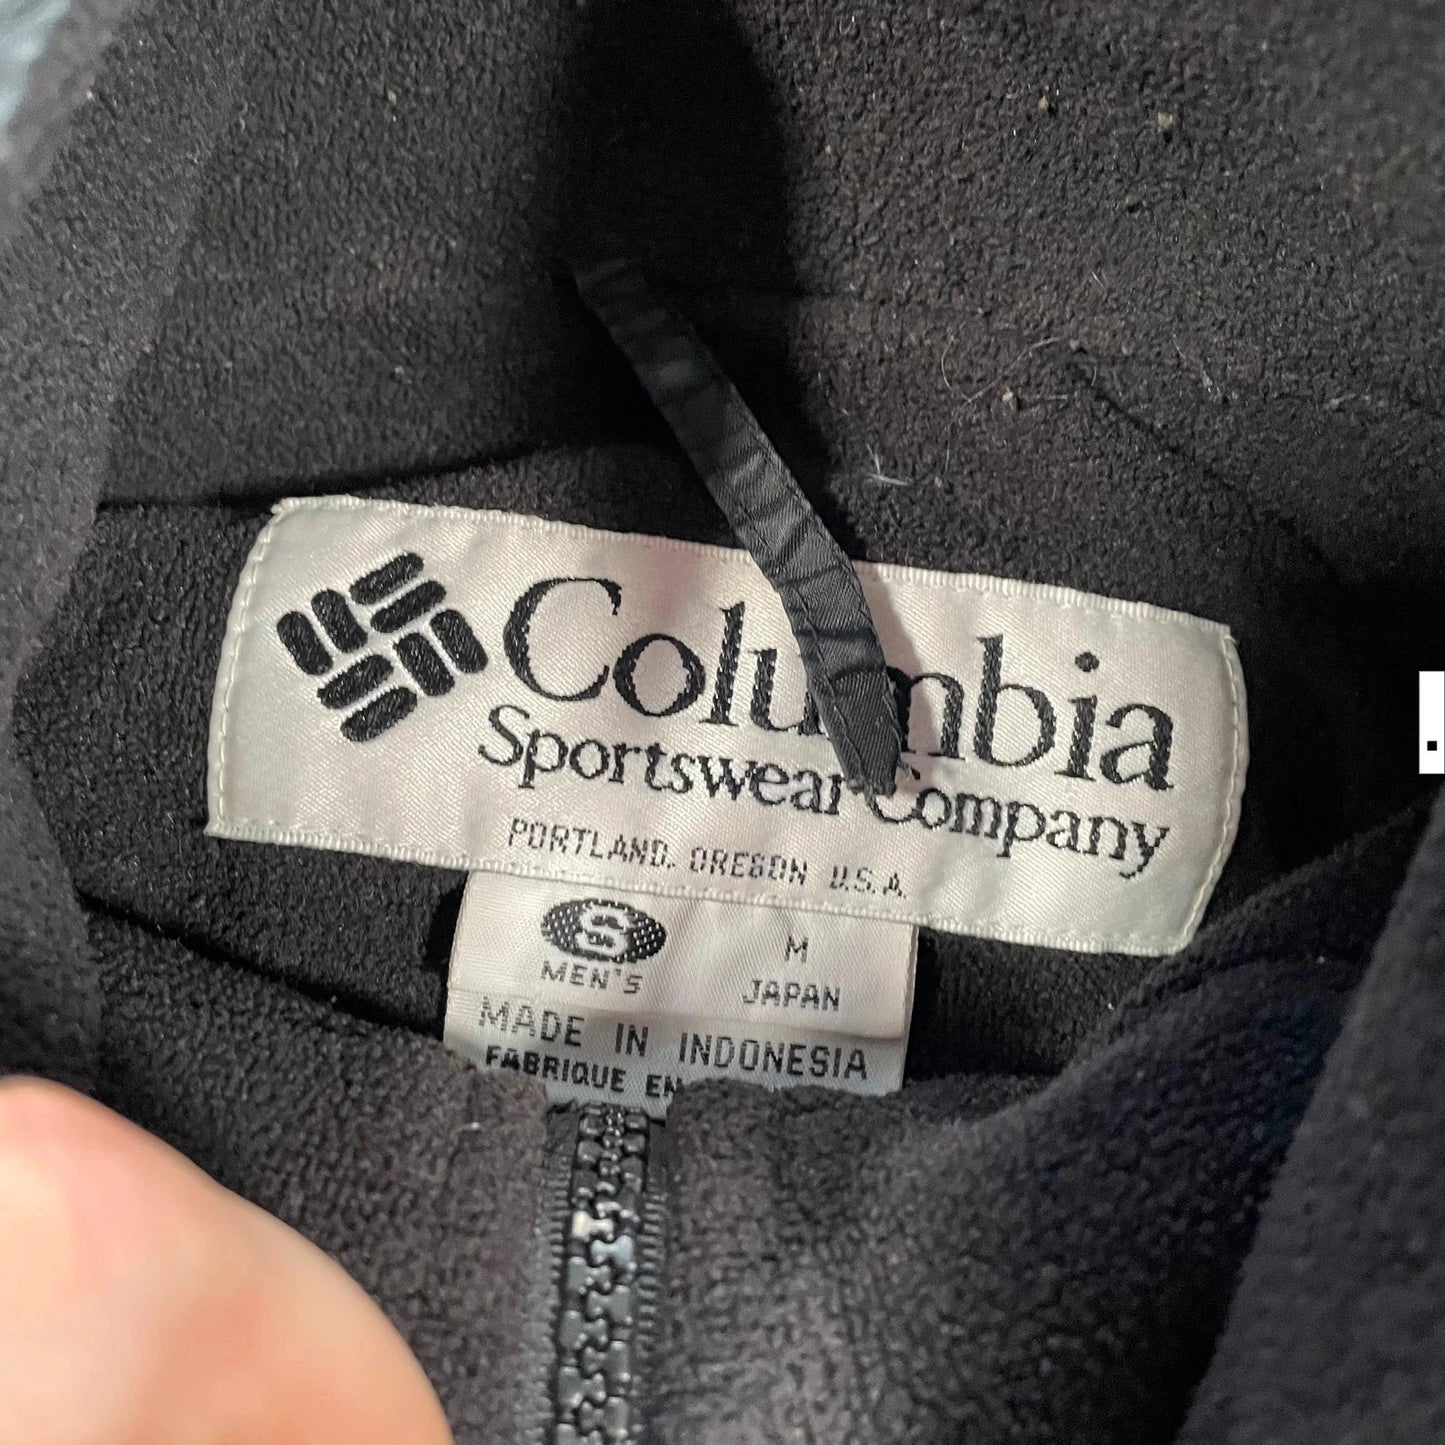 Columbia
Sportswear Company
PORTLAND, OREGON U.S.A.
S M
MEN'S JAPAN
MADE IN INDONESIA
FABRIQUE EN